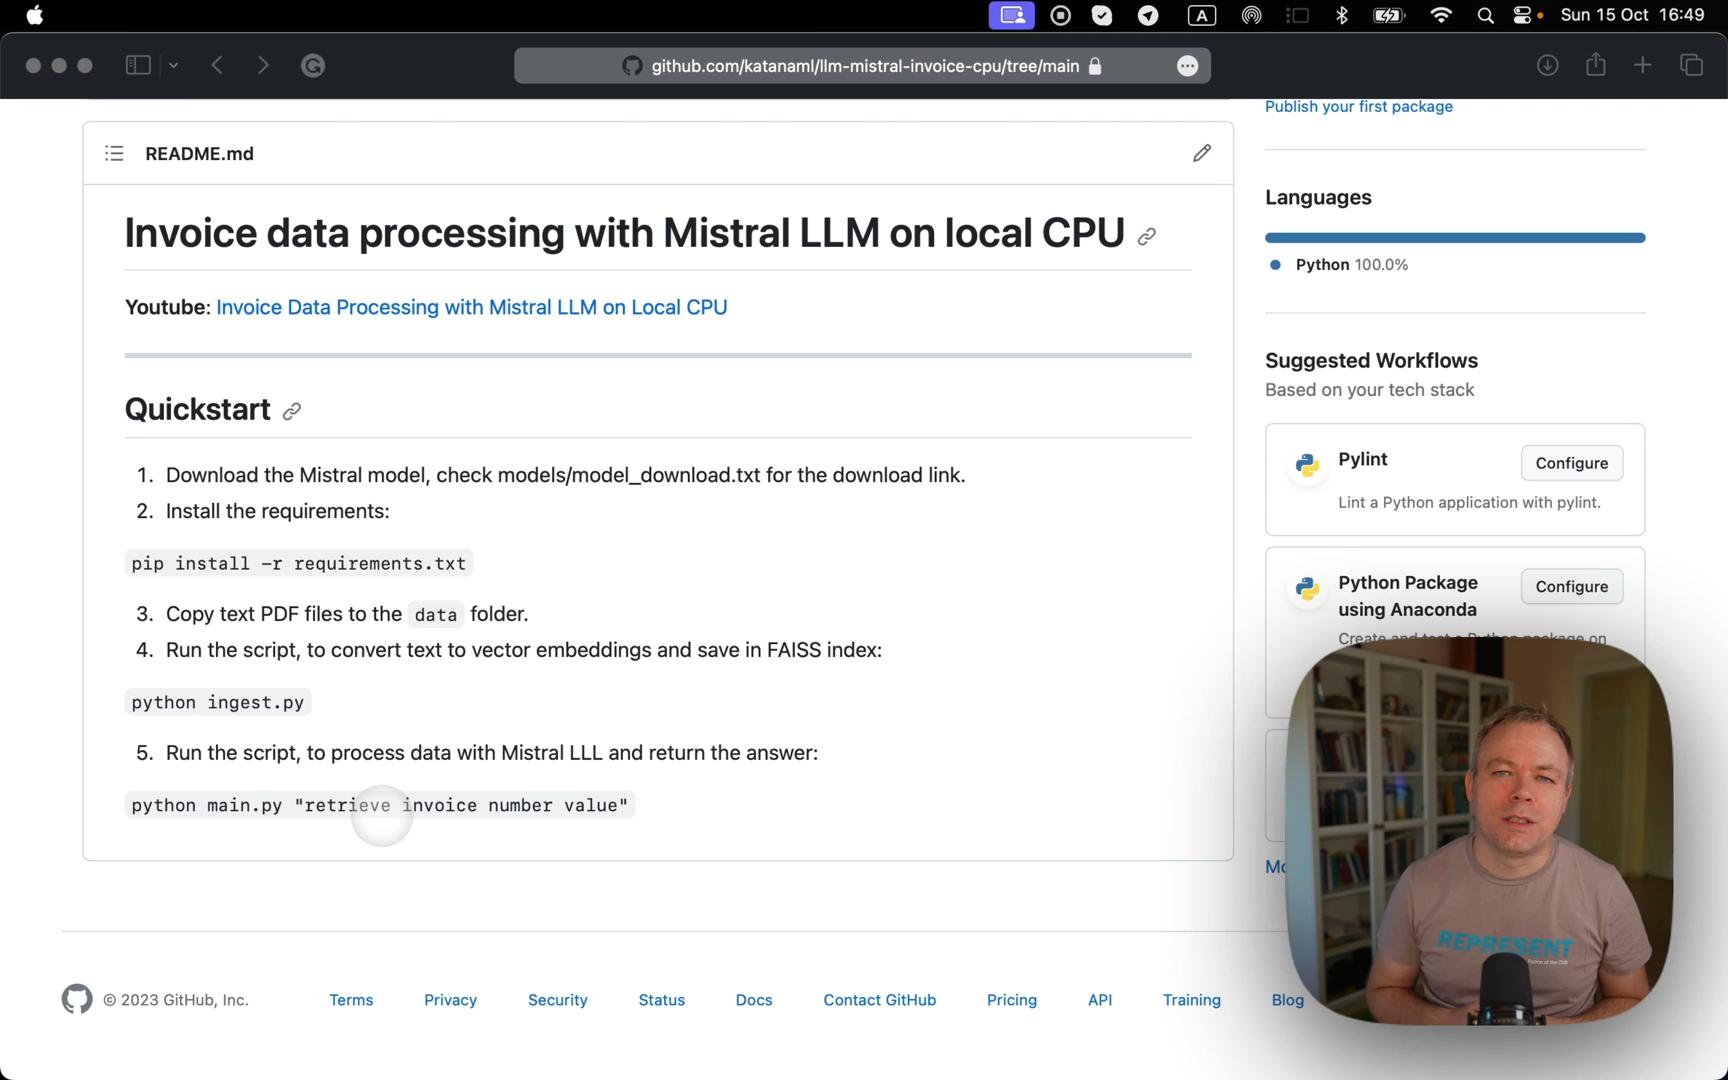 A
Sun 15 Oct 16:49
github.com/katanaml/llm-mistral-invoice-cpu/tree/main
Publish your first package
README.md
Invoice data processing with Mistral LLM on local CPU
Youtube: Invoice Data Processing with Mistral LLM on Local CPU
Quickstart
1. Download the Mistral model, check models/model_download.txt for the download link.
2. Install the requirements:
pip install -r requirements.txt
3. Copy text PDF files to the data folder.
4. Run the script, to convert text to vector embeddings and save in FAISS index:
python ingest.py
5. Run the script, to process data with Mistral LLL and return the answer:
python main.py "retrieve invoice number value"
Languages
Python 100.0%
Suggested Workflows
Based on your tech stack
Pylint
Configure
Lint a Python application with pylint.
Python Package
using Anaconda
Configure
Create and test a Python package on
Mo
REPRESENT
© 2023 GitHub, Inc.
Terms
Privacy
Security
Status
Docs
Contact GitHub
Pricing
API
Training
Blog